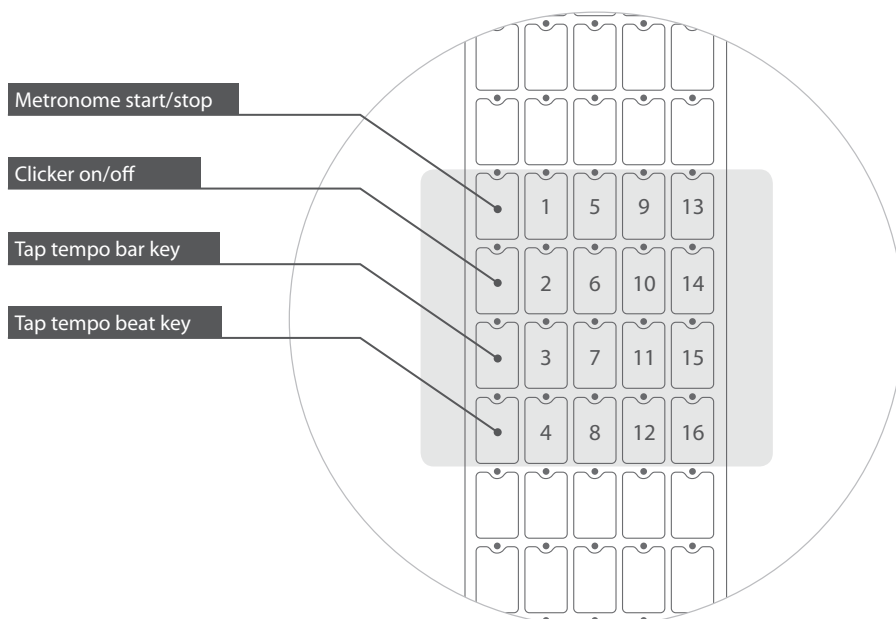 Metronome start/stop
Clicker on/off
Tap tempo bar key
Tap tempo beat key
1 5 9 13
2 6 10 14
3 7 11 15
4 8 12 16